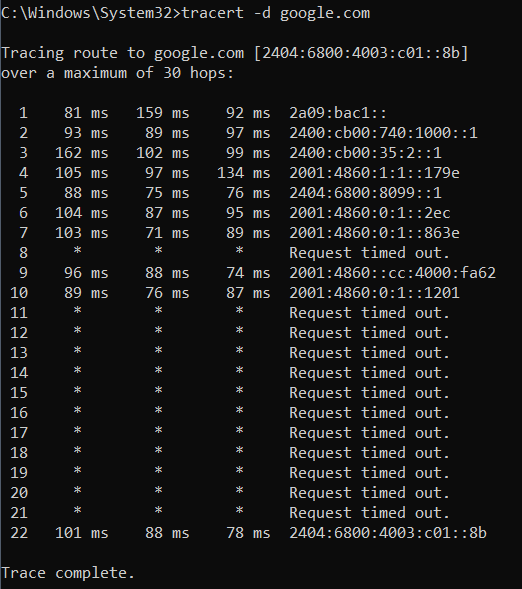 C:\Windows\System32>tracert -d google.com
Tracing route to google.com [2404:6800:4003:c01::8b]
over a maximum of 30 hops:
1 81 ms 159 ms 92 ms 2a09:bac1::
2 93 ms 89 ms 97 ms 2400:cb00:740:1000::1
3 162 ms 102 ms 99 ms 2400:cb00:35:2::1
4 105 ms 97 ms 134 ms 2001:4860:1:1::179e
5 88 ms 75 ms 76 ms 2404:6800:8099::1
6 104 ms 87 ms 95 ms 2001:4860:0:1::2ec
7 103 ms 71 ms 89 ms 2001:4860:0:1::863e
8 * * * Request timed out.
9 96 ms 88 ms 74 ms 2001:4860::cc:4000:fa62
10 89 ms 76 ms 87 ms 2001:4860:0:1::1201
11 * * * Request timed out.
12 * * * Request timed out.
13 * * * Request timed out.
14 * * * Request timed out.
15 * * * Request timed out.
16 * * * Request timed out.
17 * * * Request timed out.
18 * * * Request timed out.
19 * * * Request timed out.
20 * * * Request timed out.
21 * * * Request timed out.
22 101 ms 88 ms 78 ms 2404:6800:4003:c01::8b
Trace complete.